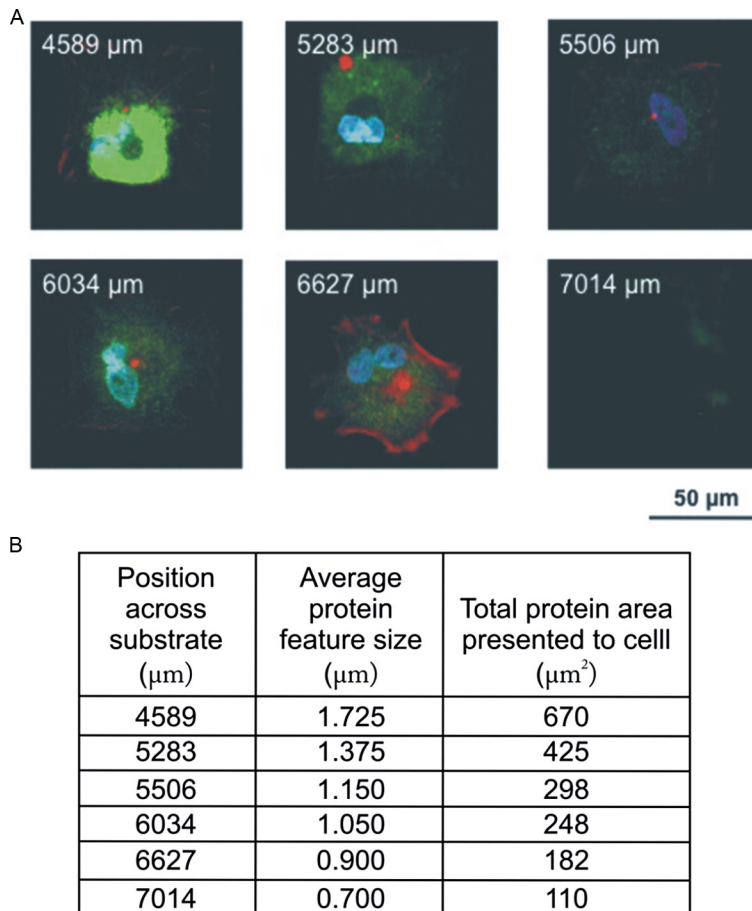 A
4589 µm
5283 µm
5506 µm
6034 µm
6627 µm
7014 µm
50 µm
B
Position across substrate (µm)
Average protein feature size (µm)
Total protein area presented to celll (µm²)
4589 1.725 670
5283 1.375 425
5506 1.150 298
6034 1.050 248
6627 0.900 182
7014 0.700 110